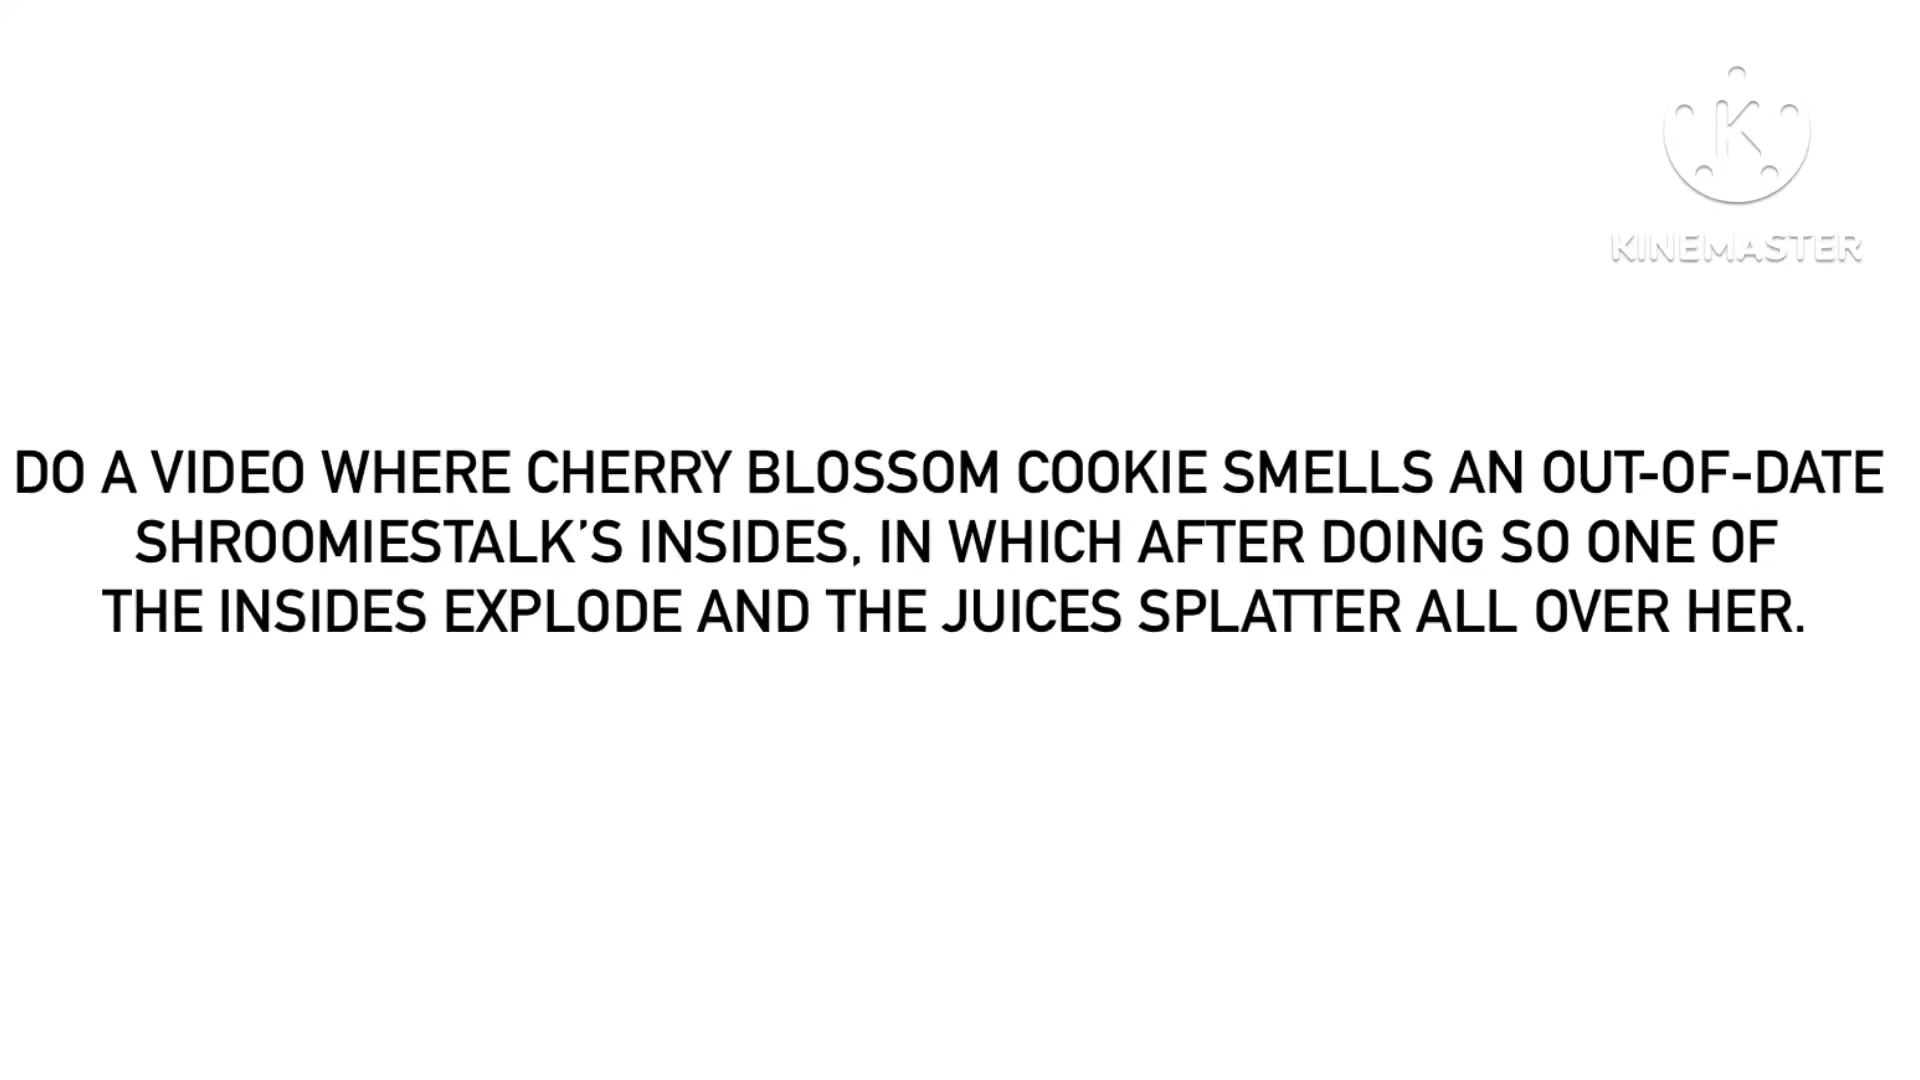 KINEMASTER
DO A VIDEO WHERE CHERRY BLOSSOM COOKIE SMELLS AN OUT-OF-DATE
SHROOMIESTALK’S INSIDES, IN WHICH AFTER DOING SO ONE OF
THE INSIDES EXPLODE AND THE JUICES SPLATTER ALL OVER HER.